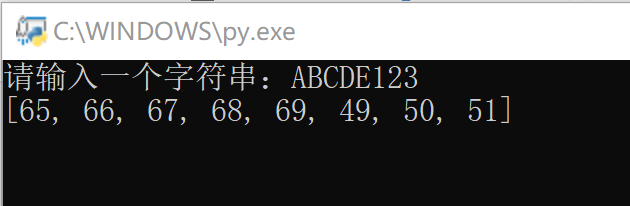 C:\WINDOWS\py.exe
请输入一个字符串：ABCDE123
[65, 66, 67, 68, 69, 49, 50, 51]